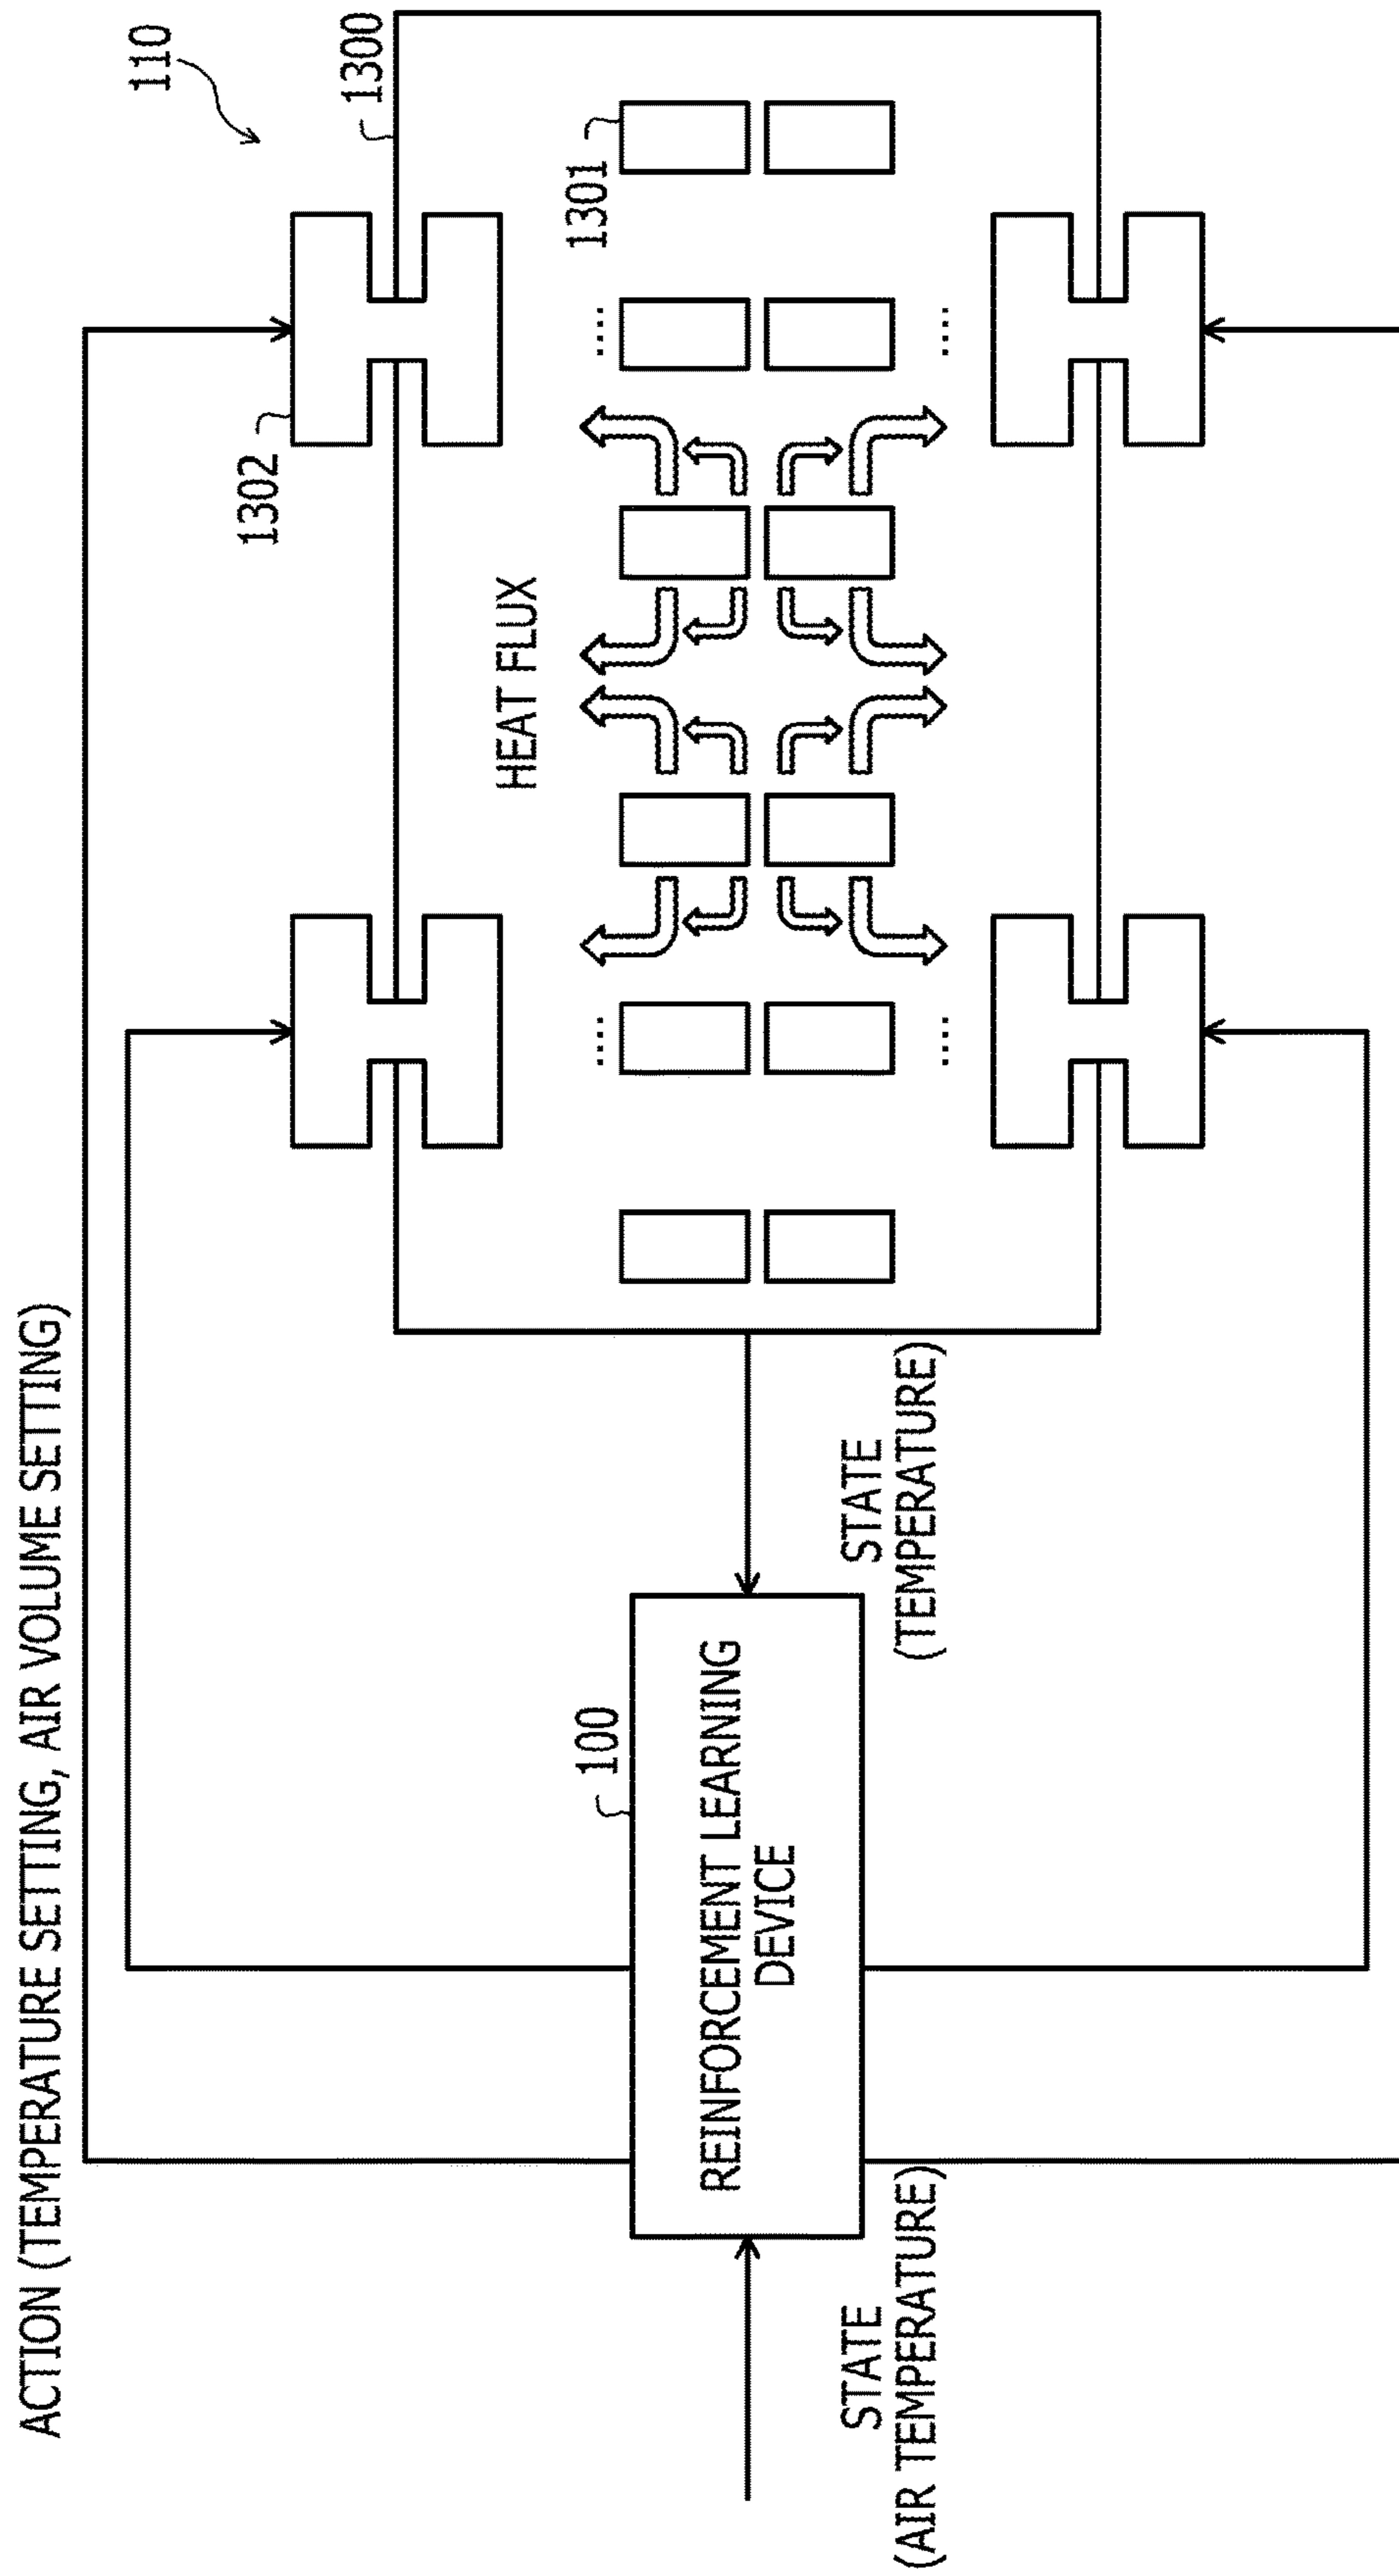 ACTION (TEMPERATURE SETTING, AIR VOLUME SETTING)
110
1300
1302
1301
HEAT FLUX
....
....
....
....
100
REINFORCEMENT LEARNING
DEVICE
STATE
(TEMPERATURE)
STATE
(AIR TEMPERATURE)